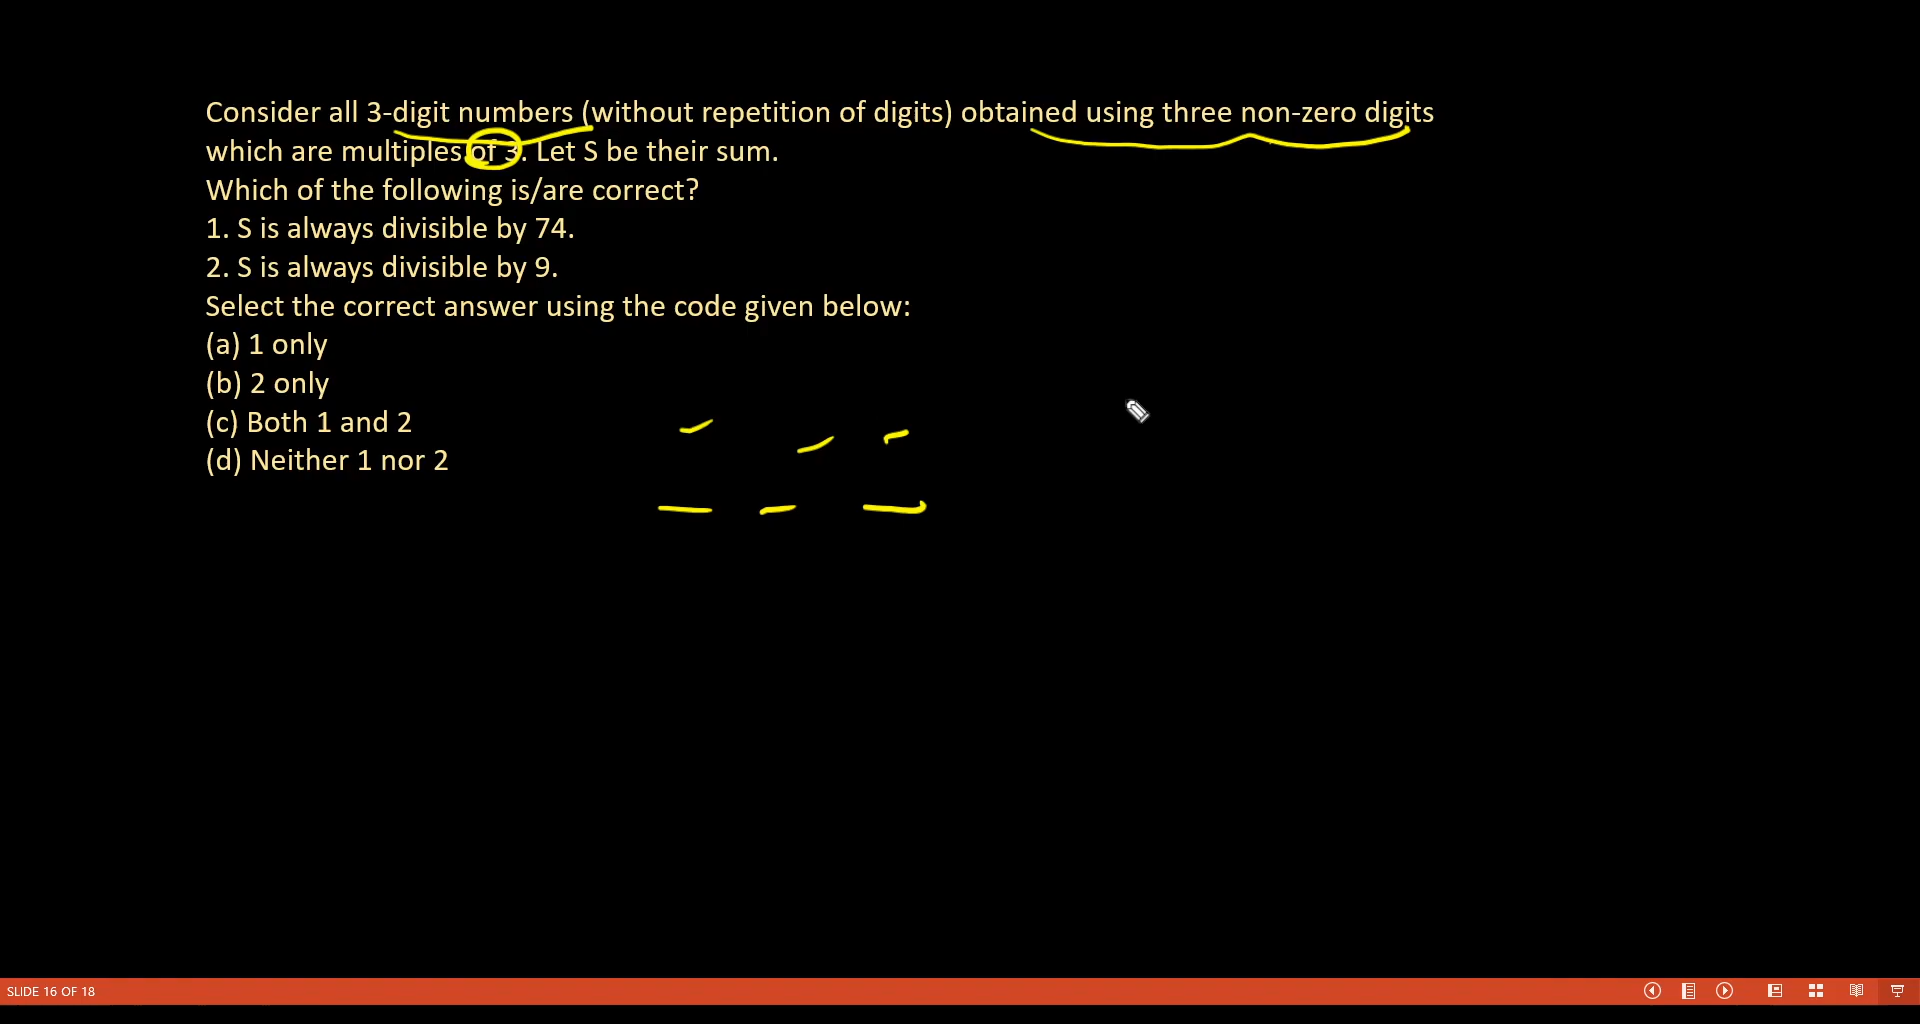 Consider all 3-digit numbers (without repetition of digits) obtained using three non-zero digits
which are multiples of 3. Let S be their sum.
Which of the following is/are correct?
1. S is always divisible by 74.
2. S is always divisible by 9.
Select the correct answer using the code given below:
(a) 1 only
(b) 2 only
(c) Both 1 and 2
(d) Neither 1 nor 2
SLIDE 16 OF 18